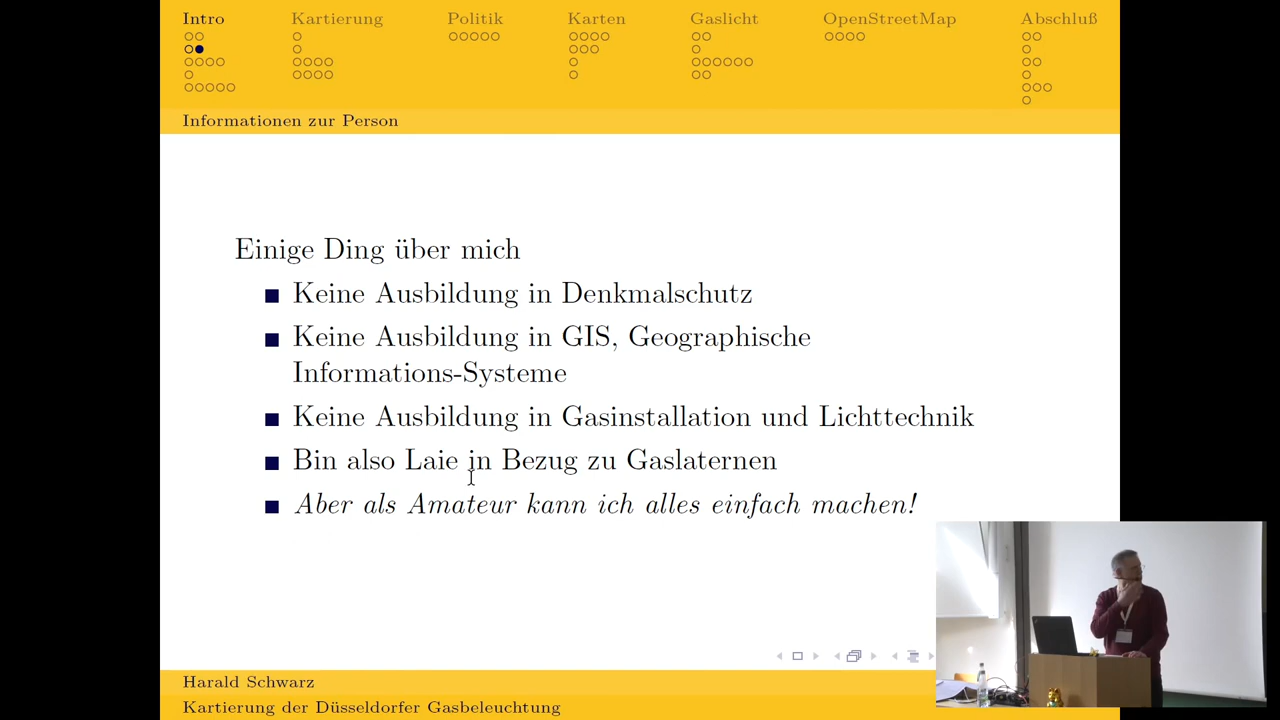 Intro Kartierung Politik Karten Gaslicht OpenStreetMap Abschluß
Informationen zur Person
Einige Ding über mich
Keine Ausbildung in Denkmalschutz
Keine Ausbildung in GIS, Geographische
Informations-Systeme
Keine Ausbildung in Gasinstallation und Lichttechnik
Bin also Laie in Bezug zu Gaslaternen
Aber als Amateur kann ich alles einfach machen!
Harald Schwarz
Kartierung der Düsseldorfer Gasbeleuchtung